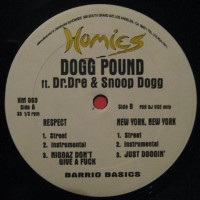 Homies
DOGG POUND
ft. Dr.Dre & Snoop Dogg
Side A
Side B
RESPECT
1. Street
2. Instrumental
3. NIGGAZ DON'T GIVE A FUCK
NEW YORK, NEW YORK
1. Street
2. Instrumental
3. JUST DOGGIN'
BARRIO BASICS